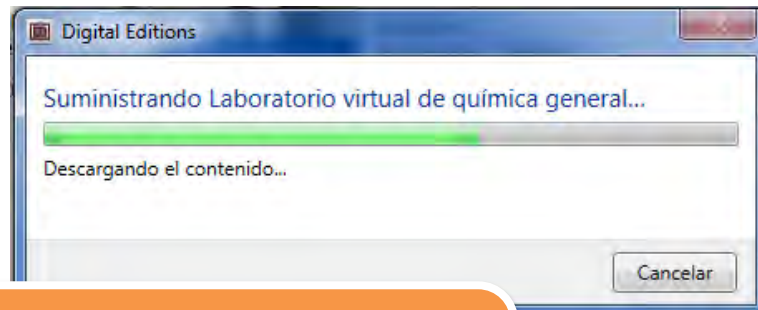 Digital Editions
Suministrando Laboratorio virtual de química general...
Descargando el contenido...
Cancelar